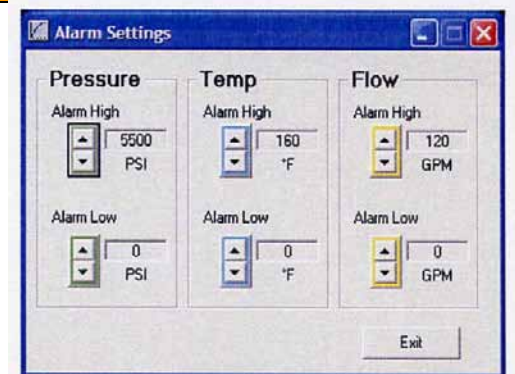 Alarm Settings
Pressure
Alarm High
5500
PSI
Alarm Low
0
PSI
Temp
Alarm High
160
°F
Alarm Low
0
°F
Flow
Alarm High
120
GPM
Alarm Low
0
GPM
Exit